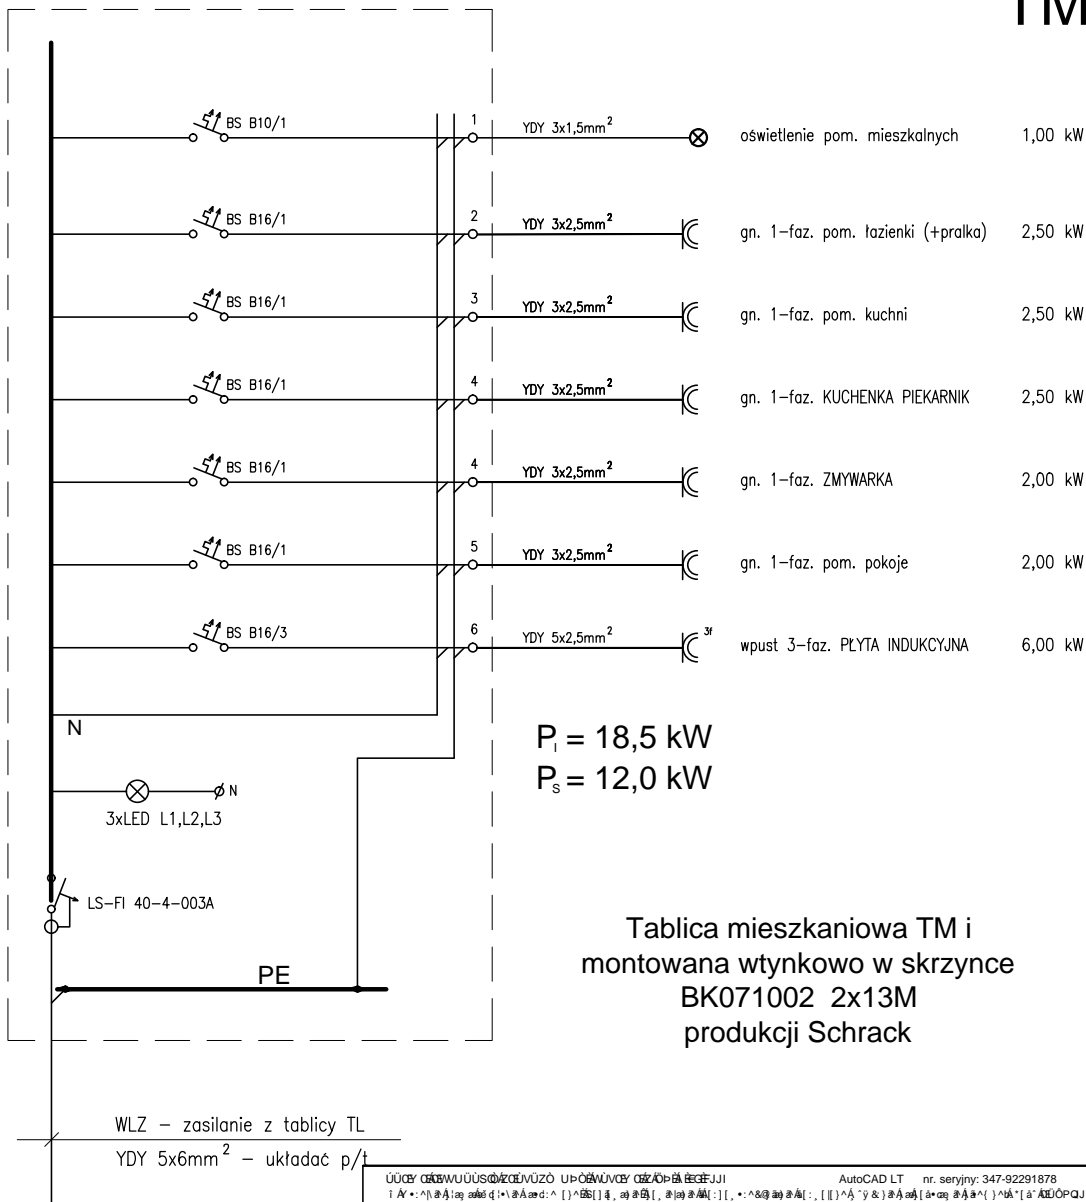 TM
BS B10/1 1 YDY 3x1,5mm² oświetlenie pom. mieszkalnych 1,00 kW
BS B16/1 2 YDY 3x2,5mm² gn. 1-faz. pom. łazienki (+pralka) 2,50 kW
BS B16/1 3 YDY 3x2,5mm² gn. 1-faz. pom. kuchni 2,50 kW
BS B16/1 4 YDY 3x2,5mm² gn. 1-faz. KUCHENKA PIEKARNIK 2,50 kW
BS B16/1 4 YDY 3x2,5mm² gn. 1-faz. ZMYWARKA 2,00 kW
BS B16/1 5 YDY 3x2,5mm² gn. 1-faz. pom. pokoje 2,00 kW
BS B16/3 6 YDY 5x2,5mm² 3f wpust 3-faz. PŁYTA INDUKCYJNA 6,00 kW
N
P_I = 18,5 kW
P_S = 12,0 kW
N
3xLED L1,L2,L3
LS-FI 40-4-003A
PE
Tablica mieszkaniowa TM i
montowana wtynkowo w skrzynce
BK071002 2x13M
produkcji Schrack
WLZ - zasilanie z tablicy TL
YDY 5x6mm² - układać p/t
AutoCAD LT nr. seryjny: 347-92291878